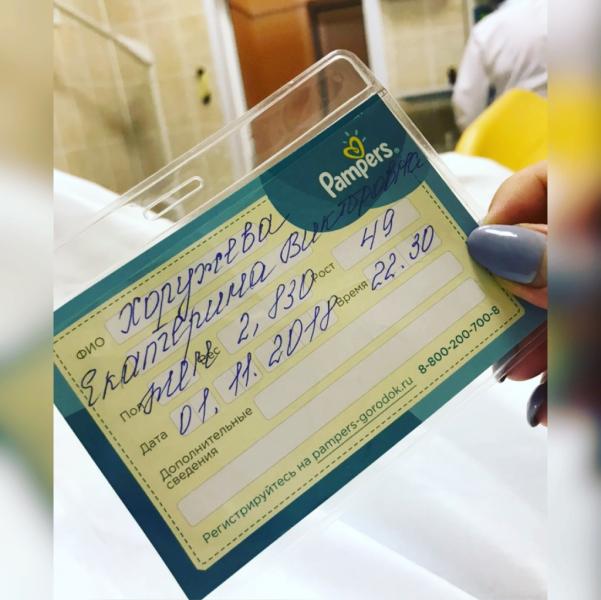 Pampers
ФИО Хоружева
Екатерина Викторовна
Пол жен Вес 2,830 Рост 49
Дата 01.11.2018 Время 22.30
Дополнительные
сведения
Регистрируйтесь на pampers-gorodok.ru 8-800-200-700-8